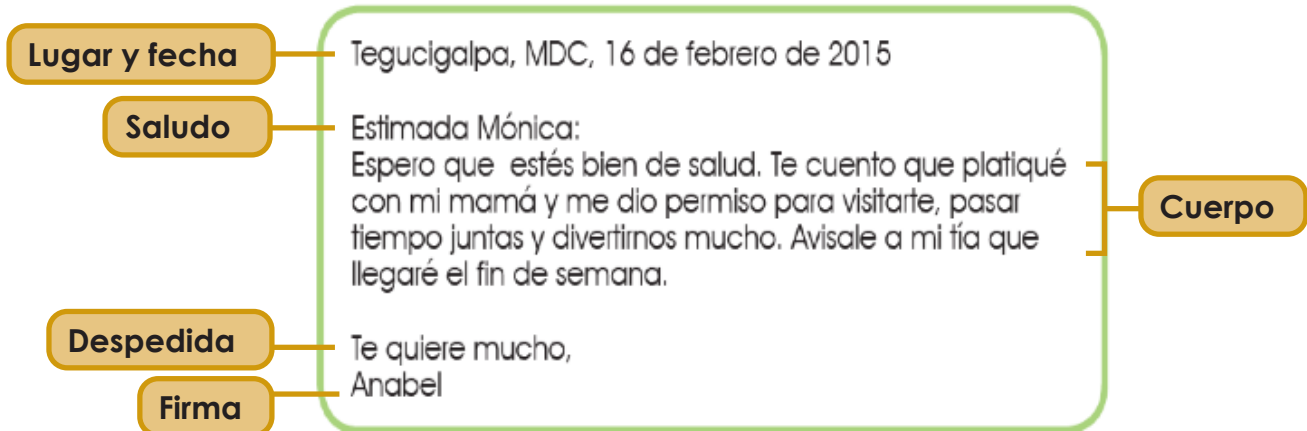 Lugar y fecha
Tegucigalpa, MDC, 16 de febrero de 2015
Saludo
Estimada Mónica:
Espero que estés bien de salud. Te cuento que platiqué
con mi mamá y me dio permiso para visitarte, pasar
tiempo juntas y divertirnos mucho. Avisale a mi tía que
llegaré el fin de semana.
Cuerpo
Despedida
Te quiere mucho,
Anabel
Firma